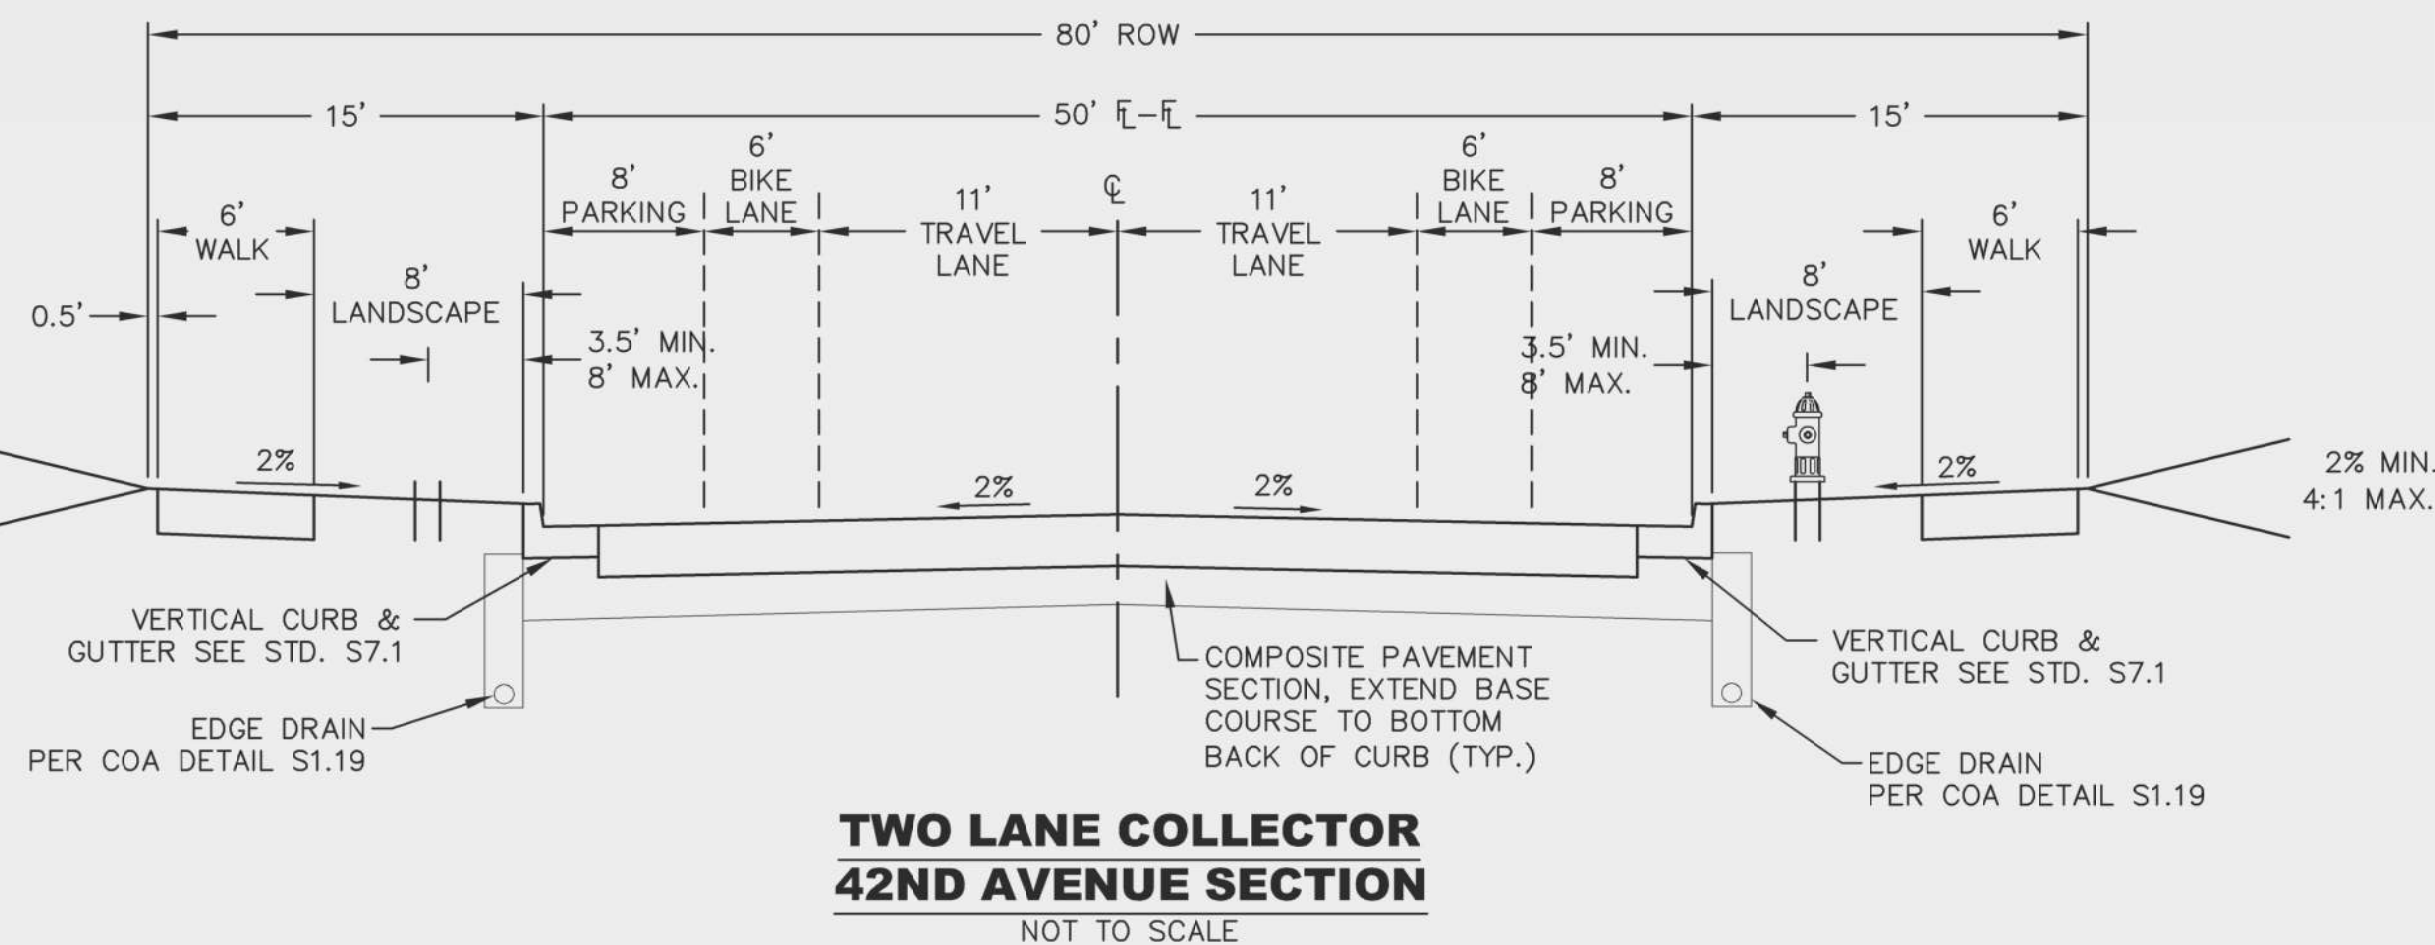 80' ROW
15'
50' FL-FL
15'
6'
BIKE
LANE
6'
BIKE
LANE
8'
PARKING
8'
PARKING
11'
TRAVEL
LANE
CL
11'
TRAVEL
LANE
6'
WALK
6'
WALK
8'
LANDSCAPE
8'
LANDSCAPE
0.5'
3.5' MIN.
8' MAX.
3.5' MIN.
8' MAX.
2%
2%
2%
2%
2% MIN.
4:1 MAX.
VERTICAL CURB &
GUTTER SEE STD. S7.1
EDGE DRAIN
PER COA DETAIL S1.19
COMPOSITE PAVEMENT
SECTION, EXTEND BASE
COURSE TO BOTTOM
BACK OF CURB (TYP.)
VERTICAL CURB &
GUTTER SEE STD. S7.1
EDGE DRAIN
PER COA DETAIL S1.19
TWO LANE COLLECTOR
42ND AVENUE SECTION
NOT TO SCALE